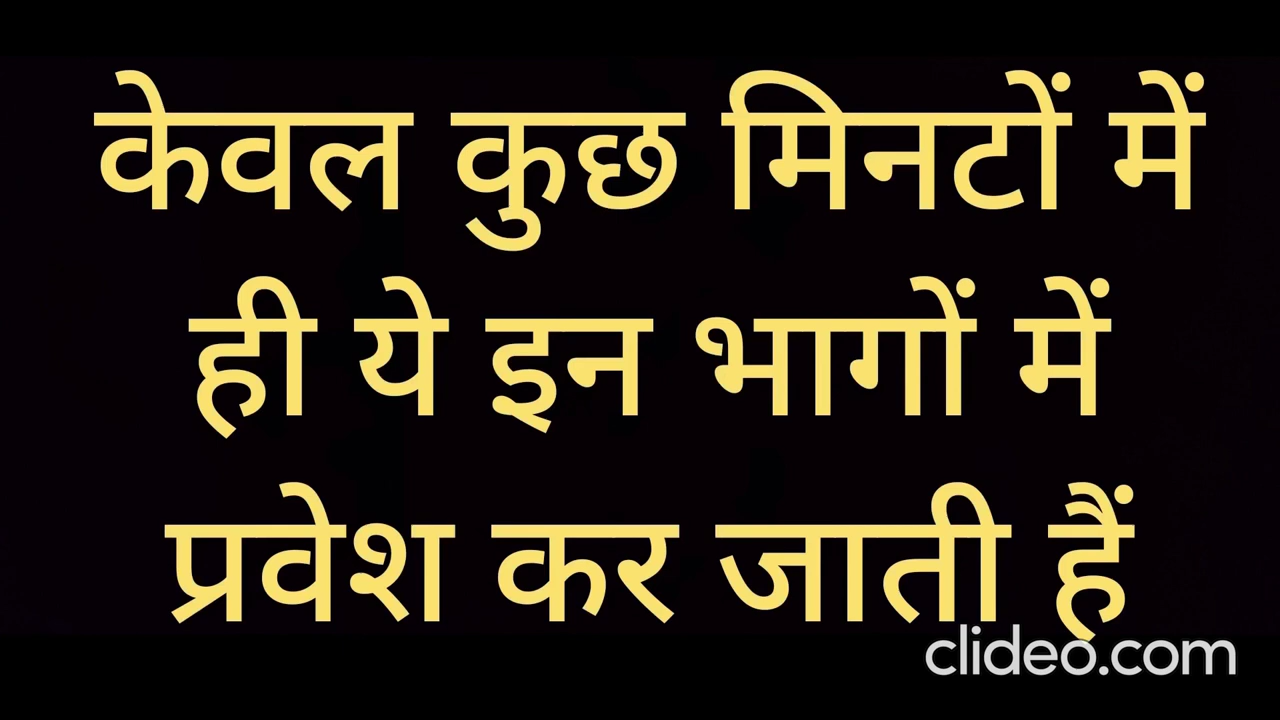 केवल कुछ मिनटों में
ही ये इन भागों में
प्रवेश कर जाती हैं
clideo.com